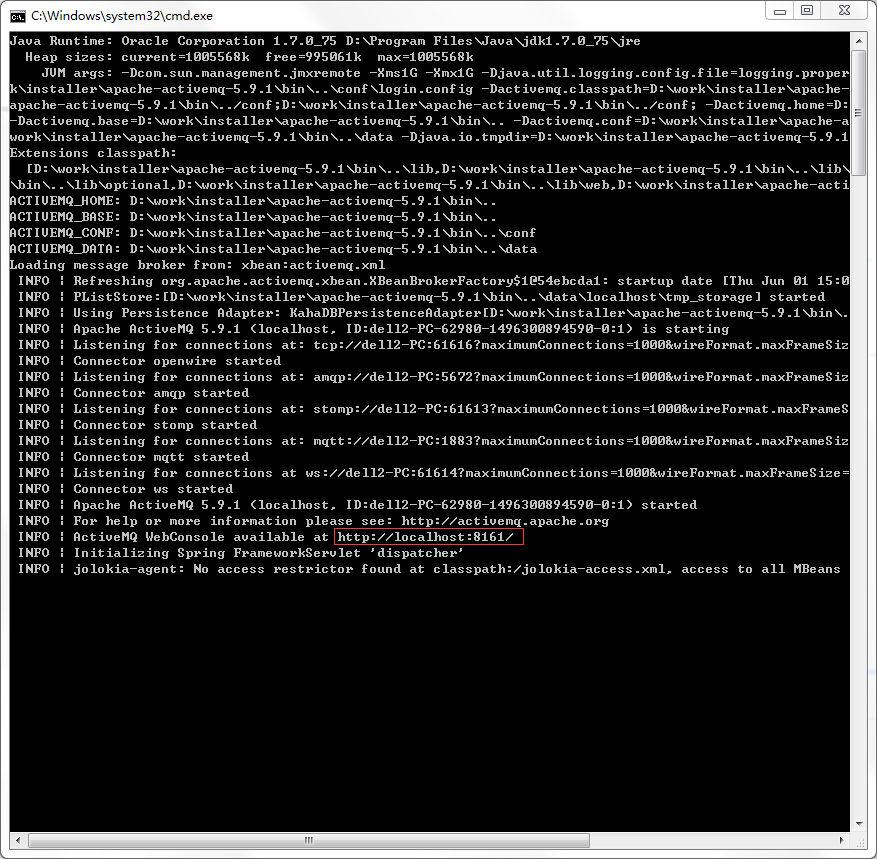 C:\Windows\system32\cmd.exe
Java Runtime: Oracle Corporation 1.7.0_75 D:\Program Files\Java\jdk1.7.0_75\jre
Heap sizes: current=1005568k  free=995061k  max=1005568k
JVM args: -Dcom.sun.management.jmxremote -Xms1G -Xmx1G -Djava.util.logging.config.file=logging.proper
k\installer\apache-activemq-5.9.1\bin\..\conf\login.config -Dactivemq.classpath=D:\work\installer\apache-
apache-activemq-5.9.1\bin\../conf;D:\work\installer\apache-activemq-5.9.1\bin\../conf; -Dactivemq.home=D:
-Dactivemq.base=D:\work\installer\apache-activemq-5.9.1\bin\.. -Dactivemq.conf=D:\work\installer\apache-a
work\installer\apache-activemq-5.9.1\bin\..\data -Djava.io.tmpdir=D:\work\installer\apache-activemq-5.9.1
Extensions classpath:
[D:\work\installer\apache-activemq-5.9.1\bin\..\lib,D:\work\installer\apache-activemq-5.9.1\bin\..\lib\
\bin\..\lib\optional,D:\work\installer\apache-activemq-5.9.1\bin\..\lib\web,D:\work\installer\apache-acti
ACTIVEMQ_HOME: D:\work\installer\apache-activemq-5.9.1\bin\..
ACTIVEMQ_BASE: D:\work\installer\apache-activemq-5.9.1\bin\..
ACTIVEMQ_CONF: D:\work\installer\apache-activemq-5.9.1\bin\..\conf
ACTIVEMQ_DATA: D:\work\installer\apache-activemq-5.9.1\bin\..\data
Loading message broker from: xbean:activemq.xml
INFO | Refreshing org.apache.activemq.xbean.XBeanBrokerFactory$1@54ebcda1: startup date [Thu Jun 01 15:0
INFO | PListStore:[D:\work\installer\apache-activemq-5.9.1\bin\..\data\localhost\tmp_storage] started
INFO | Using Persistence Adapter: KahaDBPersistenceAdapter[D:\work\installer\apache-activemq-5.9.1\bin\.
INFO | Apache ActiveMQ 5.9.1 (localhost, ID:dell2-PC-62980-1496300894590-0:1) is starting
INFO | Listening for connections at: tcp://dell2-PC:61616?maximumConnections=1000&wireFormat.maxFrameSiz
INFO | Connector openwire started
INFO | Listening for connections at: amqp://dell2-PC:5672?maximumConnections=1000&wireFormat.maxFrameSiz
INFO | Connector amqp started
INFO | Listening for connections at: stomp://dell2-PC:61613?maximumConnections=1000&wireFormat.maxFrameS
INFO | Connector stomp started
INFO | Listening for connections at: mqtt://dell2-PC:1883?maximumConnections=1000&wireFormat.maxFrameSiz
INFO | Connector mqtt started
INFO | Listening for connections at ws://dell2-PC:61614?maximumConnections=1000&wireFormat.maxFrameSize=
INFO | Connector ws started
INFO | Apache ActiveMQ 5.9.1 (localhost, ID:dell2-PC-62980-1496300894590-0:1) started
INFO | For help or more information please see: http://activemq.apache.org
INFO | ActiveMQ WebConsole available at http://localhost:8161/
INFO | Initializing Spring FrameworkServlet 'dispatcher'
INFO | jolokia-agent: No access restrictor found at classpath:/jolokia-access.xml, access to all MBeans